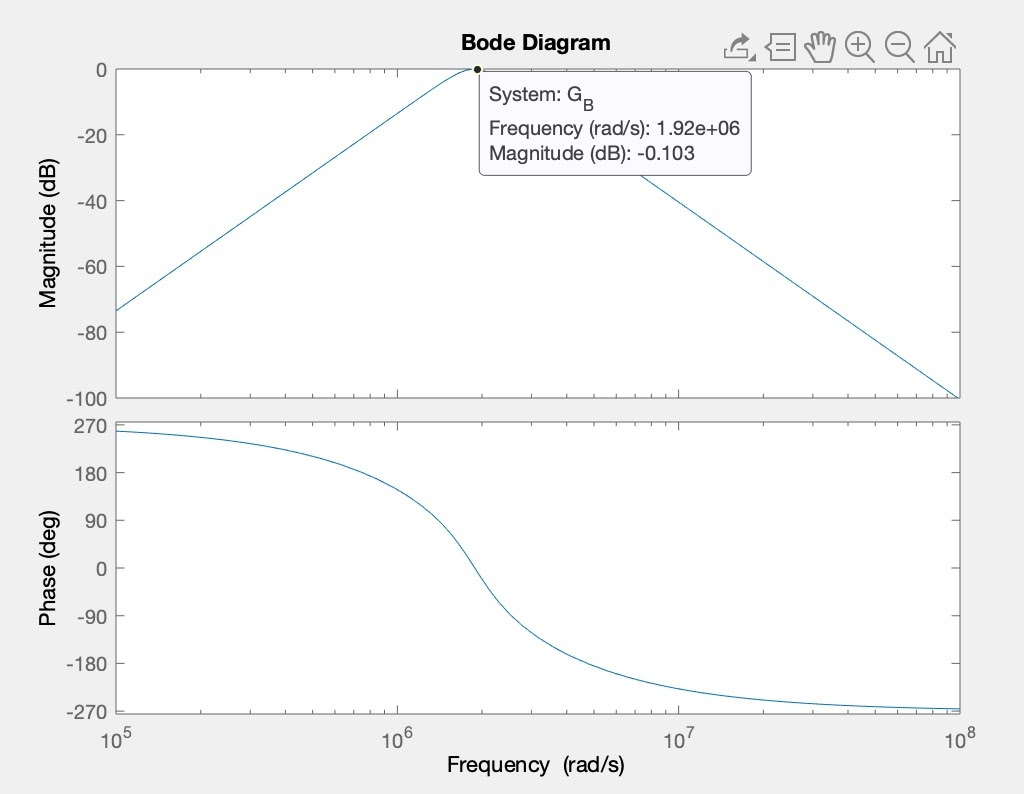 Bode Diagram
System: G_B
Frequency (rad/s): 1.92e+06
Magnitude (dB): -0.103
Magnitude (dB)
0
-20
-40
-60
-80
-100
Phase (deg)
270
180
90
0
-90
-180
-270
10^5
10^6
10^7
10^8
Frequency (rad/s)